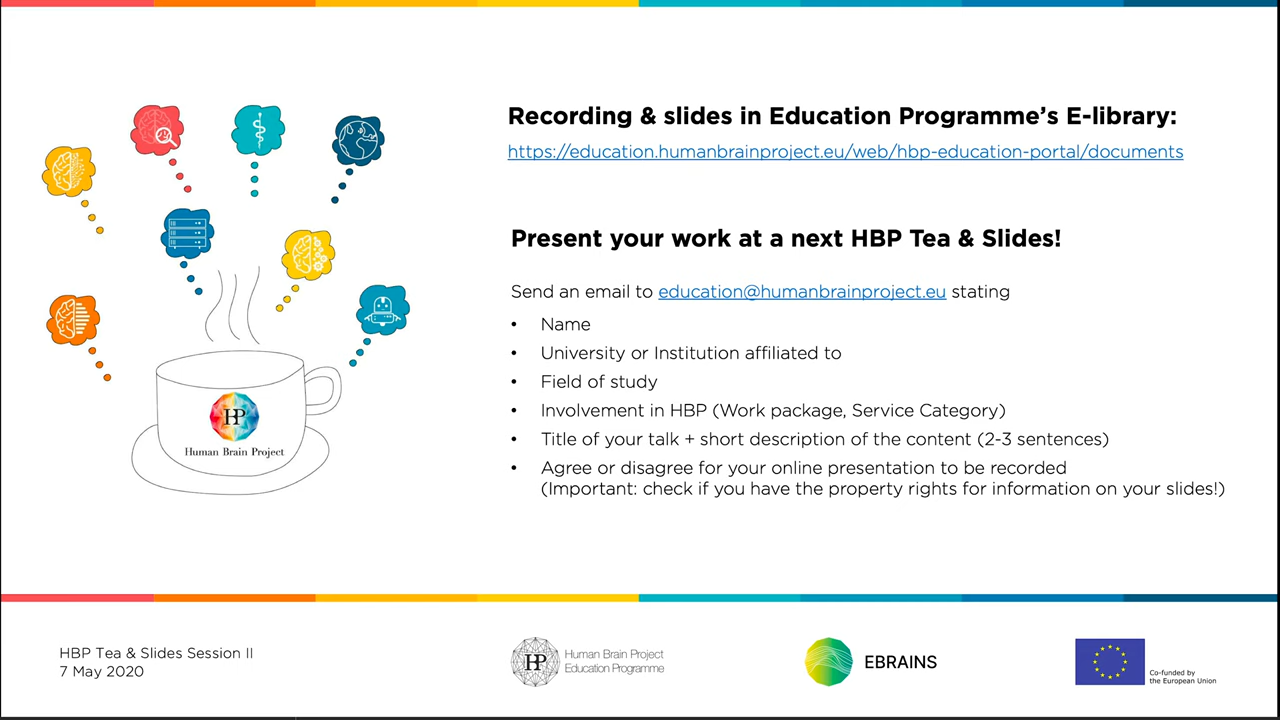 Recording & slides in Education Programme's E-library:
https://education.humanbrainproject.eu/web/hbp-education-portal/documents
Present your work at a next HBP Tea & Slides!
Send an email to education@humanbrainproject.eu stating
• Name
• University or Institution affiliated to
• Field of study
• Involvement in HBP (Work package, Service Category)
• Title of your talk + short description of the content (2-3 sentences)
• Agree or disagree for your online presentation to be recorded
(Important: check if you have the property rights for information on your slides!)
HP
Human Brain Project
HBP Tea & Slides Session II
7 May 2020
HP
Human Brain Project
Education Programme
EBRAINS
Co-funded by
the European Union